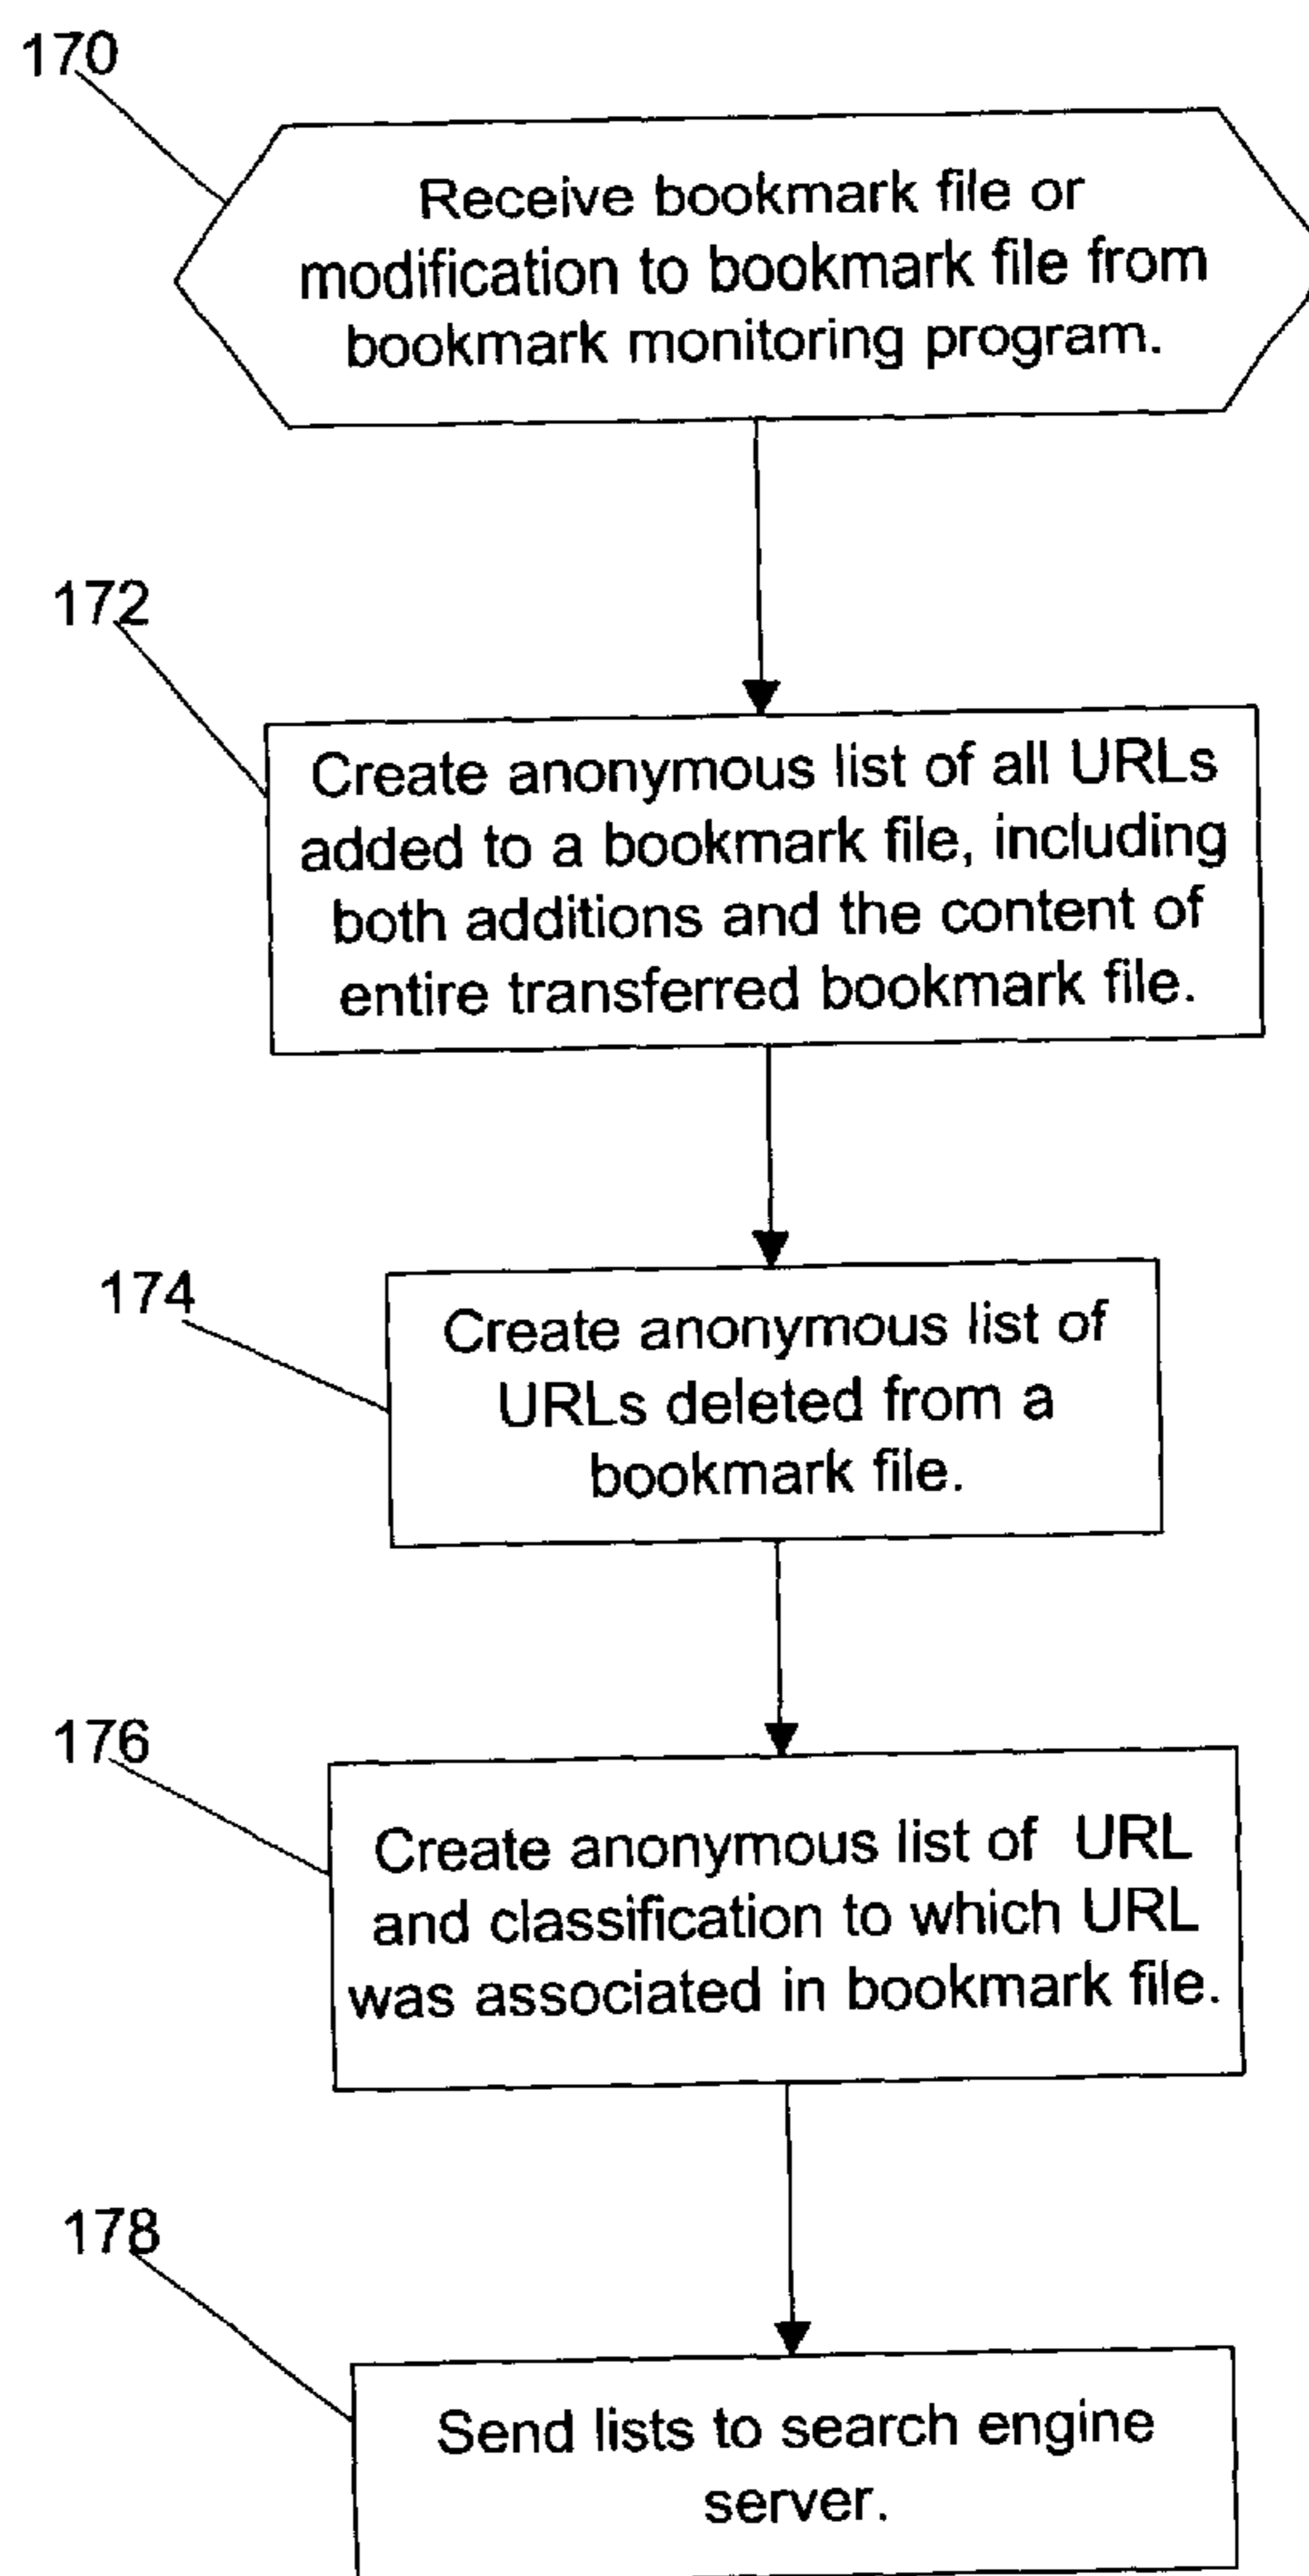 170
Receive bookmark file or
modification to bookmark file from
bookmark monitoring program.
172
Create anonymous list of all URLs
added to a bookmark file, including
both additions and the content of
entire transferred bookmark file.
174
Create anonymous list of
URLs deleted from a
bookmark file.
176
Create anonymous list of URL
and classification to which URL
was associated in bookmark file.
178
Send lists to search engine
server.